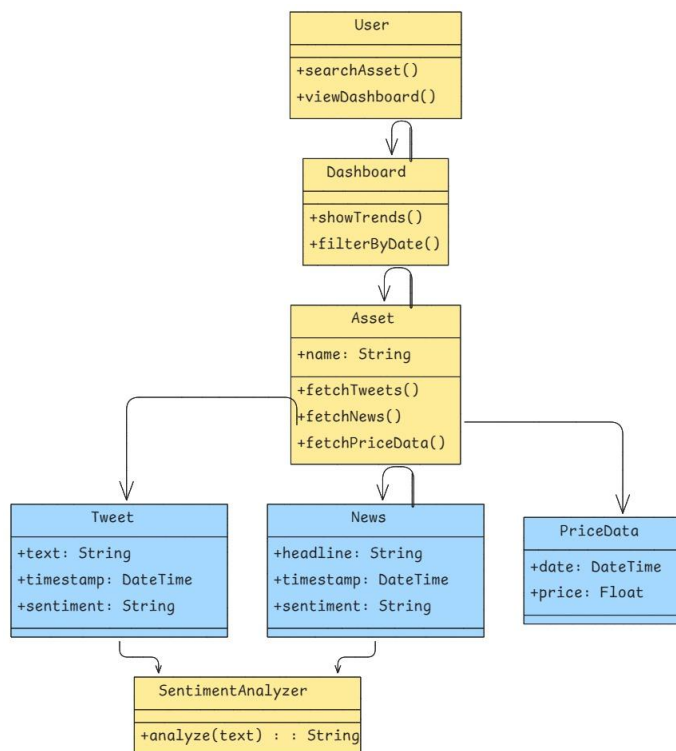 User
+searchAsset()
+viewDashboard()
Dashboard
+showTrends()
+filterByDate()
Asset
+name: String
+fetchTweets()
+fetchNews()
+fetchPriceData()
Tweet
+text: String
+timestamp: DateTime
+sentiment: String
News
+headline: String
+timestamp: DateTime
+sentiment: String
PriceData
+date: DateTime
+price: Float
SentimentAnalyzer
+analyze(text) : : String